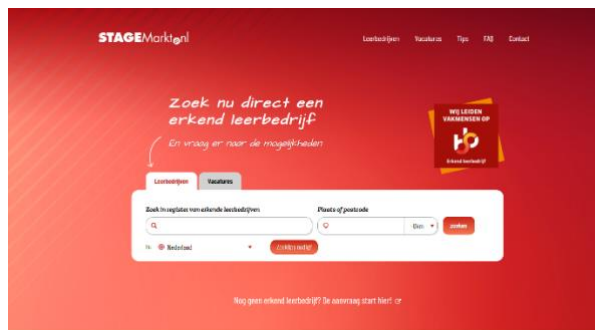 STAGEMarkt.nl
Leerbedrijven Vacatures Tips FAQ Contact
Zoek nu direct een
erkend leerbedrijf
En vraag er naar de mogelijkheden
WIJ LEIDEN
VAKMENSEN OP
Erkend leerbedrijf
Leerbedrijven Vacatures
Zoek in register van erkende leerbedrijven Plaats of postcode
zoeken
Nederland
Nog geen erkend leerbedrijf? De aanvraag start hier!